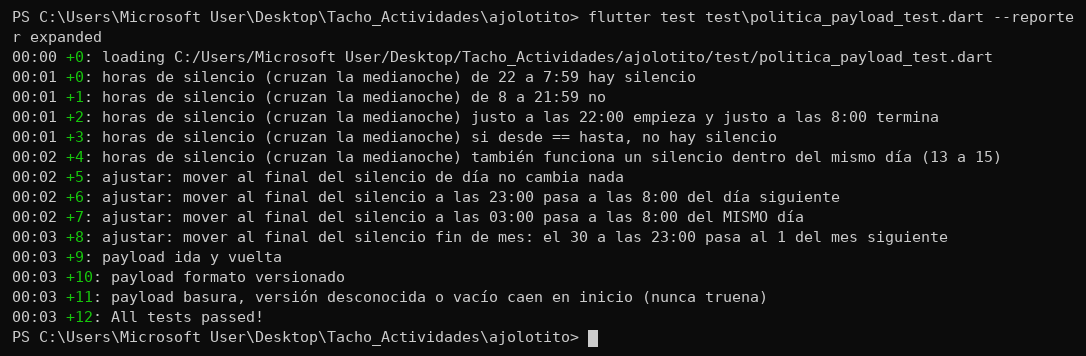 PS C:\Users\Microsoft User\Desktop\Tacho_Actividades\ajolotito> flutter test test\politica_payload_test.dart --reporte
r expanded
00:00 +0: loading C:/Users/Microsoft User/Desktop/Tacho_Actividades/ajolotito/test/politica_payload_test.dart
00:01 +0: horas de silencio (cruzan la medianoche) de 22 a 7:59 hay silencio
00:01 +1: horas de silencio (cruzan la medianoche) de 8 a 21:59 no
00:01 +2: horas de silencio (cruzan la medianoche) justo a las 22:00 empieza y justo a las 8:00 termina
00:01 +3: horas de silencio (cruzan la medianoche) si desde == hasta, no hay silencio
00:02 +4: horas de silencio (cruzan la medianoche) también funciona un silencio dentro del mismo día (13 a 15)
00:02 +5: ajustar: mover al final del silencio de día no cambia nada
00:02 +6: ajustar: mover al final del silencio a las 23:00 pasa a las 8:00 del día siguiente
00:02 +7: ajustar: mover al final del silencio a las 03:00 pasa a las 8:00 del MISMO día
00:03 +8: ajustar: mover al final del silencio fin de mes: el 30 a las 23:00 pasa al 1 del mes siguiente
00:03 +9: payload ida y vuelta
00:03 +10: payload formato versionado
00:03 +11: payload basura, versión desconocida o vacío caen en inicio (nunca truena)
00:03 +12: All tests passed!
PS C:\Users\Microsoft User\Desktop\Tacho_Actividades\ajolotito>